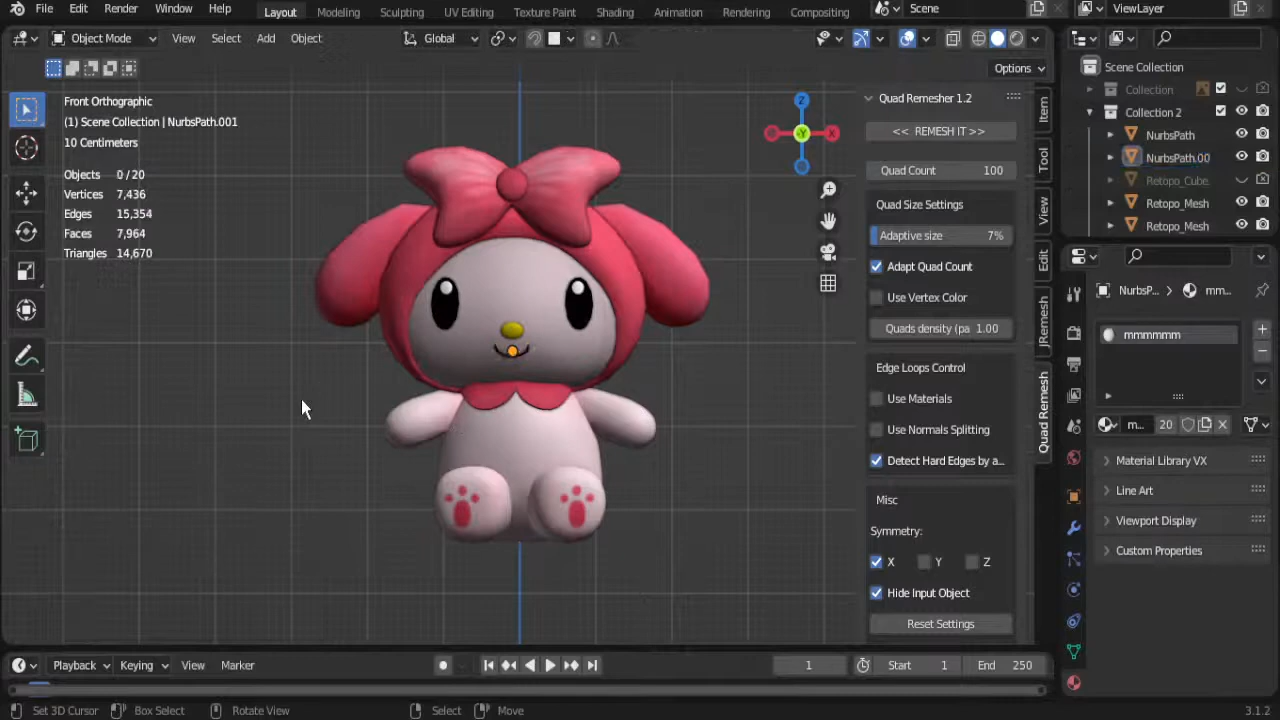 File Edit Render Window Help Layout Modeling Sculpting UV Editing Texture Paint Shading Animation Rendering Compositing Scene ViewLayer
Object Mode View Select Add Object Global
Options
Front Orthographic
(1) Scene Collection | NurbsPath.001
10 Centimeters
Objects 0 / 20
Vertices 7,436
Edges 15,354
Faces 7,964
Triangles 14,670
Z
-Y
X
Quad Remesher 1.2
<< REMESH IT >>
Quad Count 100
Quad Size Settings
Adaptive size 7%
Adapt Quad Count
Use Vertex Color
Quads density (pa 1.00
Edge Loops Control
Use Materials
Use Normals Splitting
Detect Hard Edges by a...
Misc
Symmetry:
X Y Z
Hide Input Object
Reset Settings
Item
Tool
View
Edit
JRemesh
Quad Remesh
Scene Collection
Collection
Collection 2
NurbsPath
NurbsPath.00
Retopo_Cube.
Retopo_Mesh
Retopo_Mesh
NurbsP... mm...
mmmmmm
m... 20
Material Library VX
Line Art
Viewport Display
Custom Properties
Playback Keying View Marker 1 Start 1 End 250
Set 3D Cursor Box Select Rotate View Select Move 3.1.2